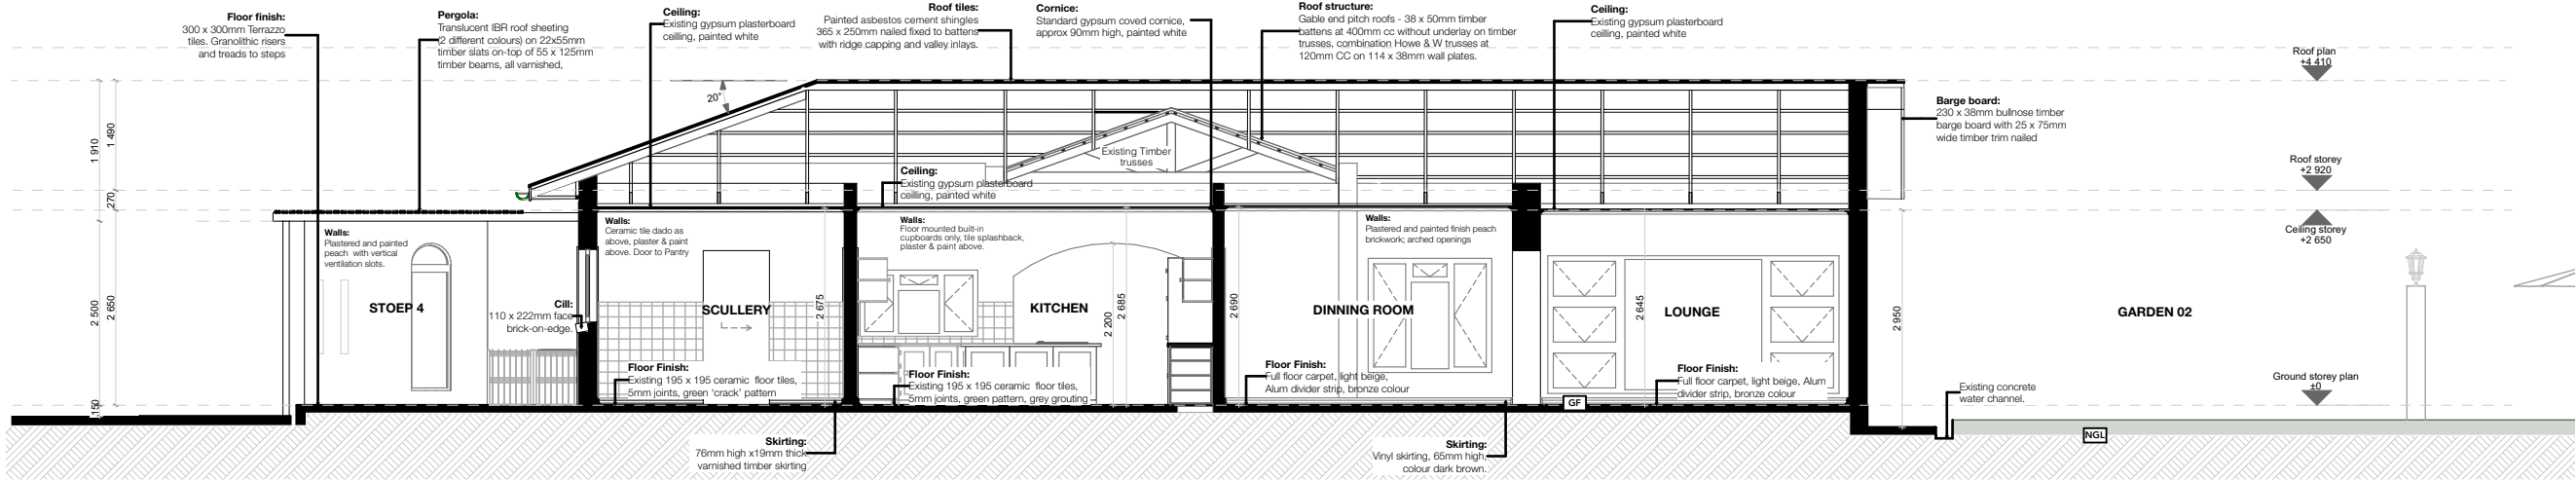 Floor finish:
300 x 300mm Terrazzo
tiles. Granolithic risers
and treads to steps
Pergola:
Translucent IBR roof sheeting
(2 different colours) on 22x55mm
timber slats on-top of 55 x 125mm
timber beams, all varnished,
Ceiling:
Existing gypsum plasterboard
ceilling, painted white
Roof tiles:
Painted asbestos cement shingles
365 x 250mm nailed fixed to battens
with ridge capping and valley inlays.
Cornice:
Standard gypsum coved cornice,
approx 90mm high, painted white
Roof structure:
Gable end pitch roofs - 38 x 50mm timber
battens at 400mm cc without underlay on timber
trusses, combination Howe & W trusses at
120mm CC on 114 x 38mm wall plates.
Ceiling:
Existing gypsum plasterboard
ceilling, painted white
Roof plan
+4 410
Barge board:
230 x 38mm bullnose timber
barge board with 25 x 75mm
wide timber trim nailed
20°
1 910
1 490
270
Existing Timber
trusses
Roof storey
+2 920
Ceiling:
Existing gypsum plasterboard
ceilling, painted white
Ceiling storey
+2 650
Walls:
Plastered and painted
peach with vertical
ventilation slots.
Walls:
Ceramic tile dado as
above, plaster & paint
above. Door to Pantry
Walls:
Floor mounted built-in
cupboards only, tile splashback,
plaster & paint above.
Walls:
Plastered and painted finish peach
brickwork; arched openings
2 500
2 650
STOEP 4
Cill:
110 x 222mm face
brick-on-edge.
SCULLERY
2 675
KITCHEN
2 200
2 685
2 690
DINNING ROOM
2 645
LOUNGE
2 950
GARDEN 02
Floor Finish:
Existing 195 x 195 ceramic floor tiles,
5mm joints, green 'crack' pattern
Floor Finish:
Existing 195 x 195 ceramic floor tiles,
5mm joints, green pattern, grey grouting
Floor Finish:
Full floor carpet, light beige,
Alum divider strip, bronze colour
Floor Finish:
Full floor carpet, light beige, Alum
divider strip, bronze colour
Ground storey plan
±0
Existing concrete
water channel.
150
GF
NGL
Skirting:
76mm high x19mm thick
varnished timber skirting
Skirting:
Vinyl skirting, 65mm high,
colour dark brown.